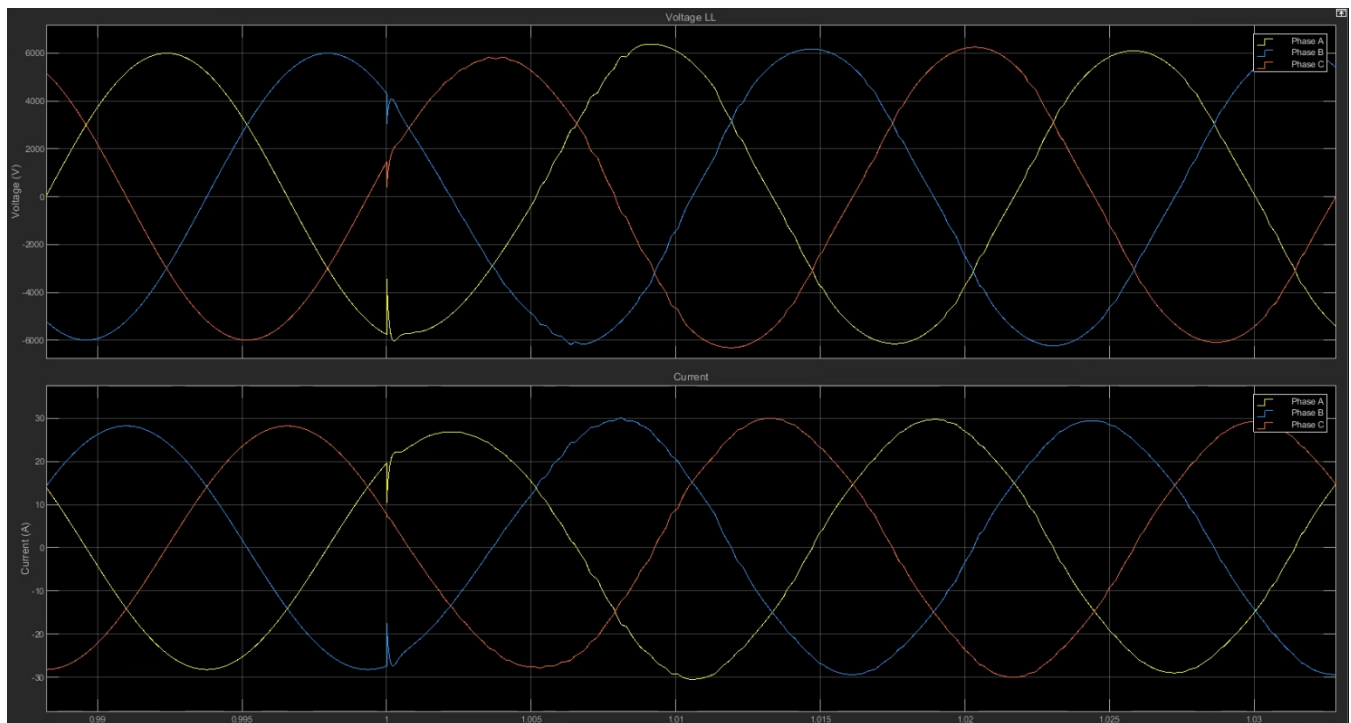 Voltage LL
Voltage (V)
6000
4000
2000
0
-2000
-4000
-6000
Phase A
Phase B
Phase C
Current
Current (A)
30
20
10
0
-10
-20
-30
Phase A
Phase B
Phase C
0.99
0.995
1
1.005
1.01
1.015
1.02
1.025
1.03